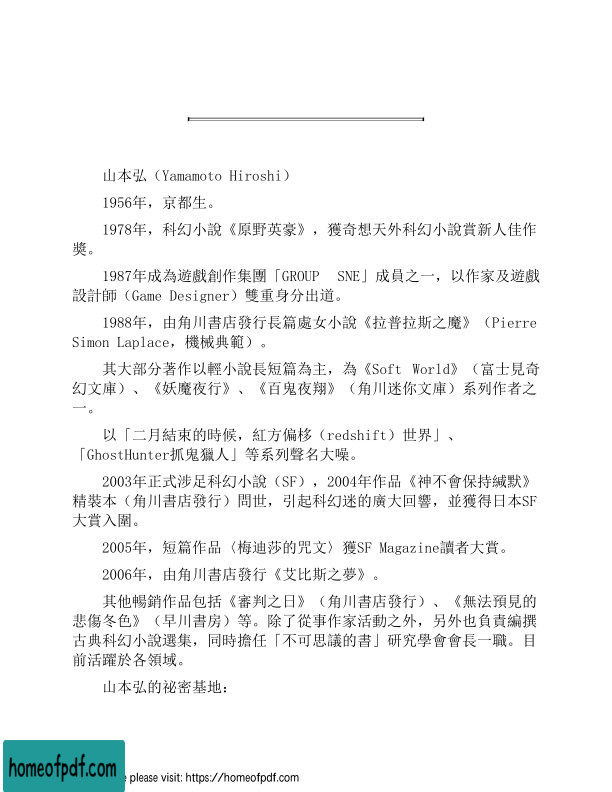 山本弘（Yamamoto Hiroshi）
1956年，京都生。
1978年，科幻小說《原野英豪》，獲奇想天外科幻小說賞新人佳作
獎。
1987年成為遊戲創作集團「GROUP SNE」成員之一，以作家及遊戲
設計師（Game Designer）雙重身分出道。
1988年，由角川書店發行長篇處女小說《拉普拉斯之魔》（Pierre
Simon Laplace，機械典範）。
其大部分著作以輕小說長短篇為主，為《Soft World》（富士見奇
幻文庫）、《妖魔夜行》、《百鬼夜翔》（角川迷你文庫）系列作者之
一。
以「二月結束的時候，紅方偏栘（redshift）世界」、
「GhostHunter抓鬼獵人」等系列聲名大噪。
2003年正式涉足科幻小說（SF），2004年作品《神不會保持緘默》
精裝本（角川書店發行）問世，引起科幻迷的廣大回響，並獲得日本SF
大賞入圍。
2005年，短篇作品〈梅迪莎的咒文〉獲SF Magazine讀者大賞。
2006年，由角川書店發行《艾比斯之夢》。
其他暢銷作品包括《審判之日》（角川書店發行）、《無法預見的
悲傷冬色》（早川書房）等。除了從事作家活動之外，另外也負責編撰
古典科幻小說選集，同時擔任「不可思議的書」研究學會會長一職。目
前活躍於各領域。
山本弘的祕密基地：
homeofpdf.com
e please visit: https://homeofpdf.com